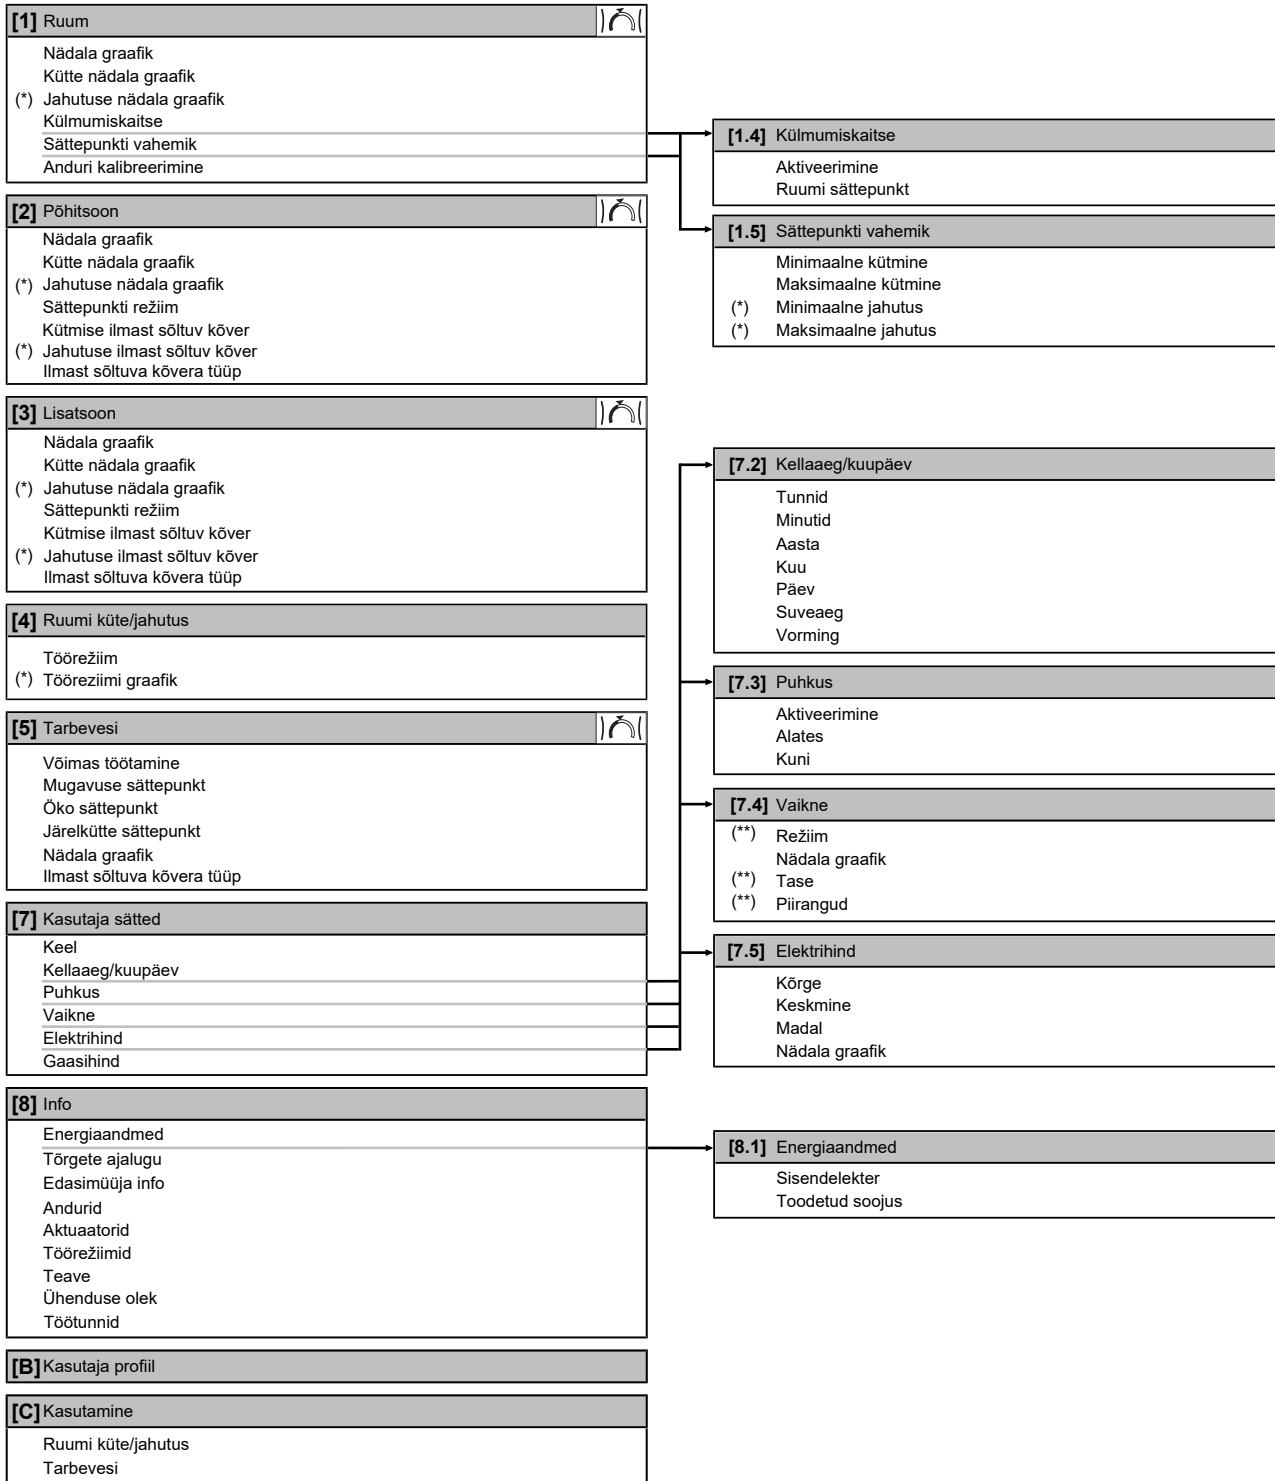 [1] Ruum
Nädala graafik
Kütte nädala graafik
(*) Jahutuse nädala graafik
Külmumiskaitse
Sättepunkti vahemik
Anduri kalibreerimine
[2] Põhitsoon
Nädala graafik
Kütte nädala graafik
(*) Jahutuse nädala graafik
Sättepunkti režiim
Kütmise ilmast sõltuv kõver
(*) Jahutuse ilmast sõltuv kõver
Ilmast sõltuva kõvera tüüp
[3] Lisatsoon
Nädala graafik
Kütte nädala graafik
(*) Jahutuse nädala graafik
Sättepunkti režiim
Kütmise ilmast sõltuv kõver
(*) Jahutuse ilmast sõltuv kõver
Ilmast sõltuva kõvera tüüp
[4] Ruumi küte/jahutus
Töörežiim
(*) Tööreziimi graafik
[5] Tarbevesi
Võimas töötamine
Mugavuse sättepunkt
Öko sättepunkt
Järelkütte sättepunkt
Nädala graafik
Ilmast sõltuva kõvera tüüp
[7] Kasutaja sätted
Keel
Kellaaeg/kuupäev
Puhkus
Vaikne
Elektrihind
Gaasihind
[8] Info
Energiaandmed
Tõrgete ajalugu
Edasimüüja info
Andurid
Aktuaatorid
Töörežiimid
Teave
Ühenduse olek
Töötunnid
[B] Kasutaja profiil
[C] Kasutamine
Ruumi küte/jahutus
Tarbevesi
[1.4] Külmumiskaitse
Aktiveerimine
Ruumi sättepunkt
[1.5] Sättepunkti vahemik
Minimaalne kütmine
Maksimaalne kütmine
(*) Minimaalne jahutus
(*) Maksimaalne jahutus
[7.2] Kellaaeg/kuupäev
Tunnid
Minutid
Aasta
Kuu
Päev
Suveaeg
Vorming
[7.3] Puhkus
Aktiveerimine
Alates
Kuni
[7.4] Vaikne
(**) Režiim
Nädala graafik
(**) Tase
(**) Piirangud
[7.5] Elektrihind
Kõrge
Keskmine
Madal
Nädala graafik
[8.1] Energiaandmed
Sisendelekter
Toodetud soojus